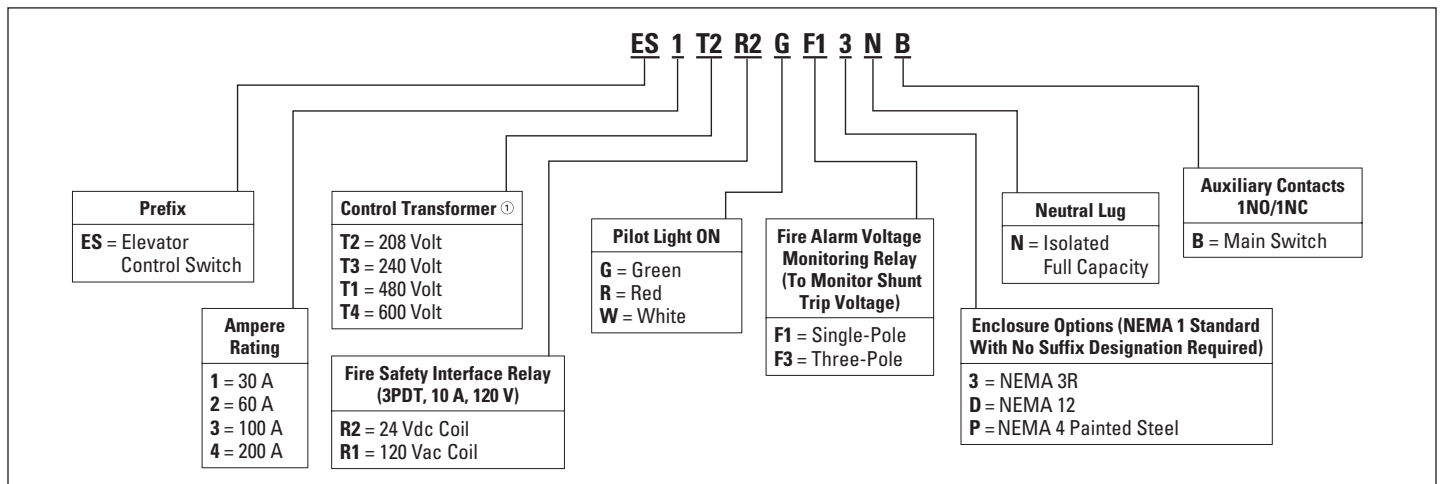 ES 1 T2 R2 G F1 3 N B
Prefix
ES = Elevator
Control Switch
Ampere
Rating
1 = 30 A
2 = 60 A
3 = 100 A
4 = 200 A
Control Transformer ①
T2 = 208 Volt
T3 = 240 Volt
T1 = 480 Volt
T4 = 600 Volt
Fire Safety Interface Relay
(3PDT, 10 A, 120 V)
R2 = 24 Vdc Coil
R1 = 120 Vac Coil
Pilot Light ON
G = Green
R = Red
W = White
Fire Alarm Voltage
Monitoring Relay
(To Monitor Shunt
Trip Voltage)
F1 = Single-Pole
F3 = Three-Pole
Enclosure Options (NEMA 1 Standard
With No Suffix Designation Required)
3 = NEMA 3R
D = NEMA 12
P = NEMA 4 Painted Steel
Neutral Lug
N = Isolated
Full Capacity
Auxiliary Contacts
1NO/1NC
B = Main Switch